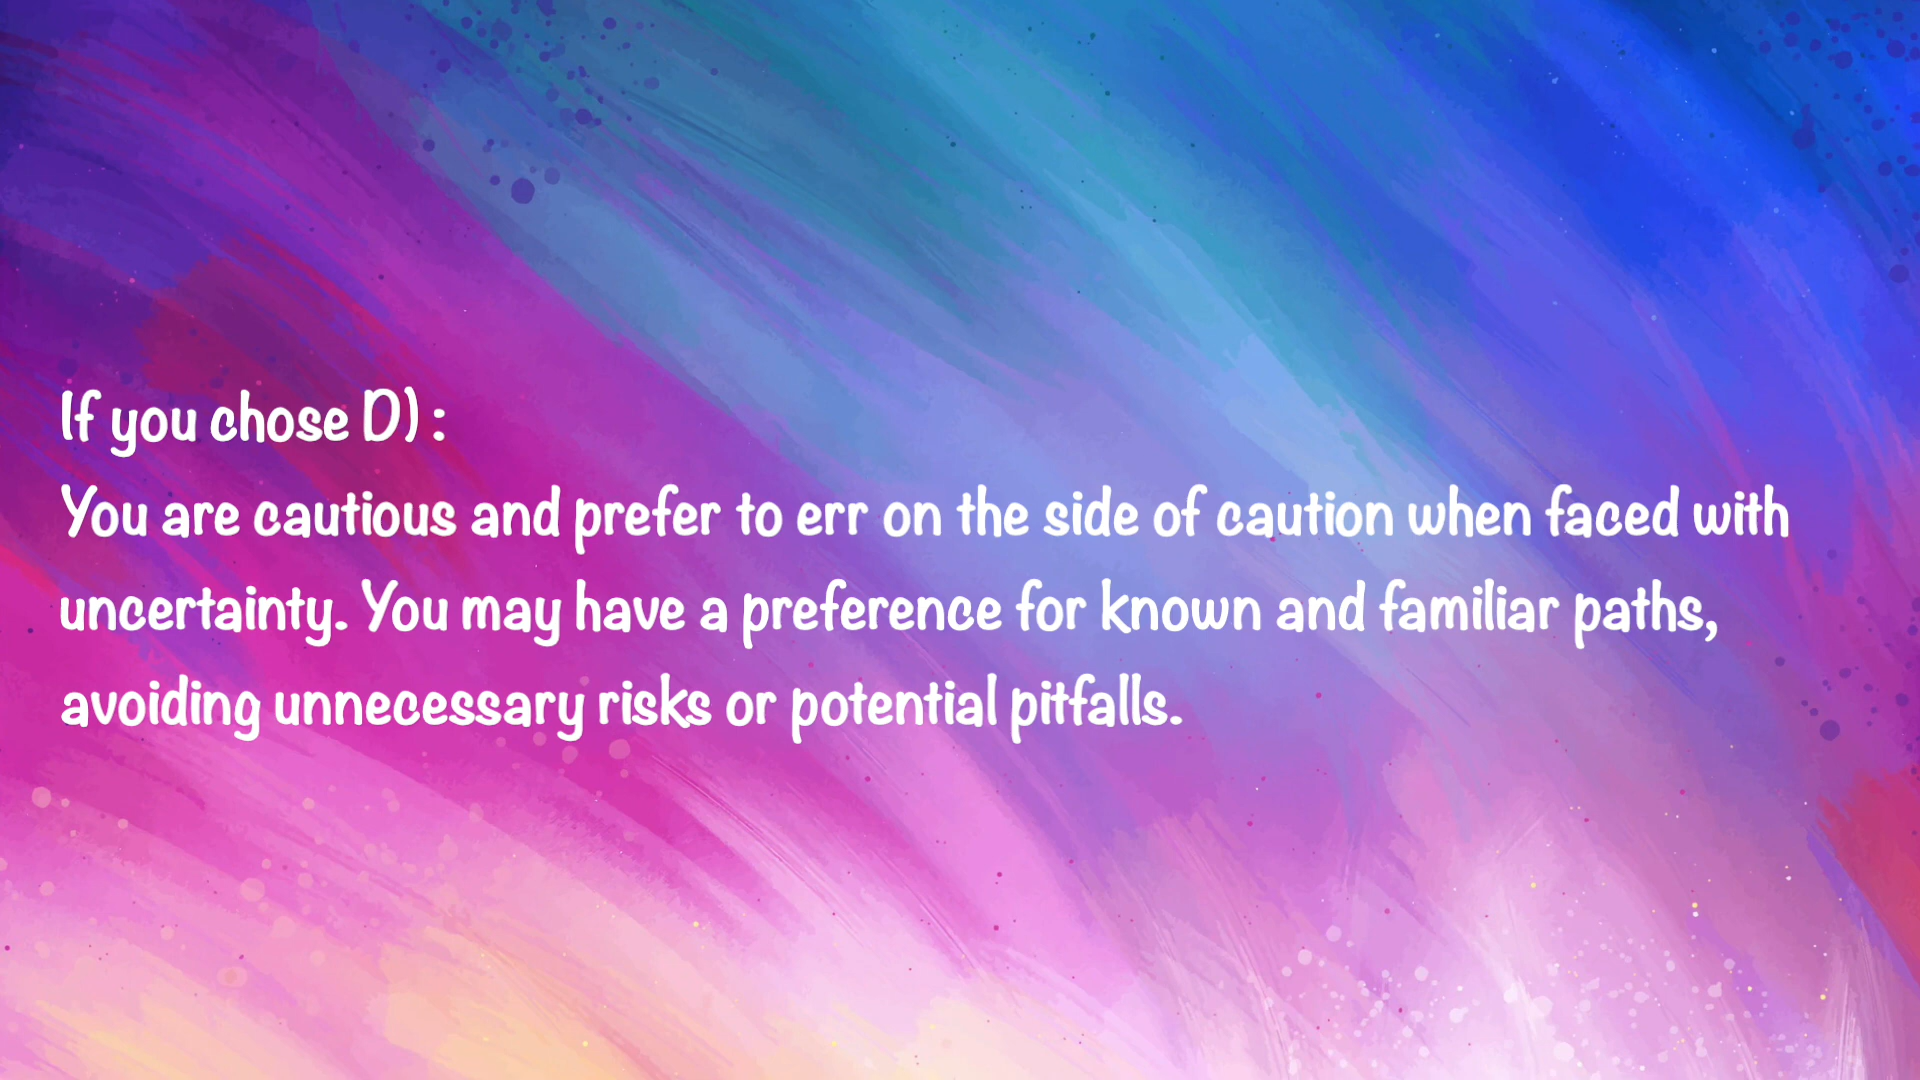 If you chose D) :
You are cautious and prefer to err on the side of caution when faced with
uncertainty. You may have a preference for known and familiar paths,
avoiding unnecessary risks or potential pitfalls.